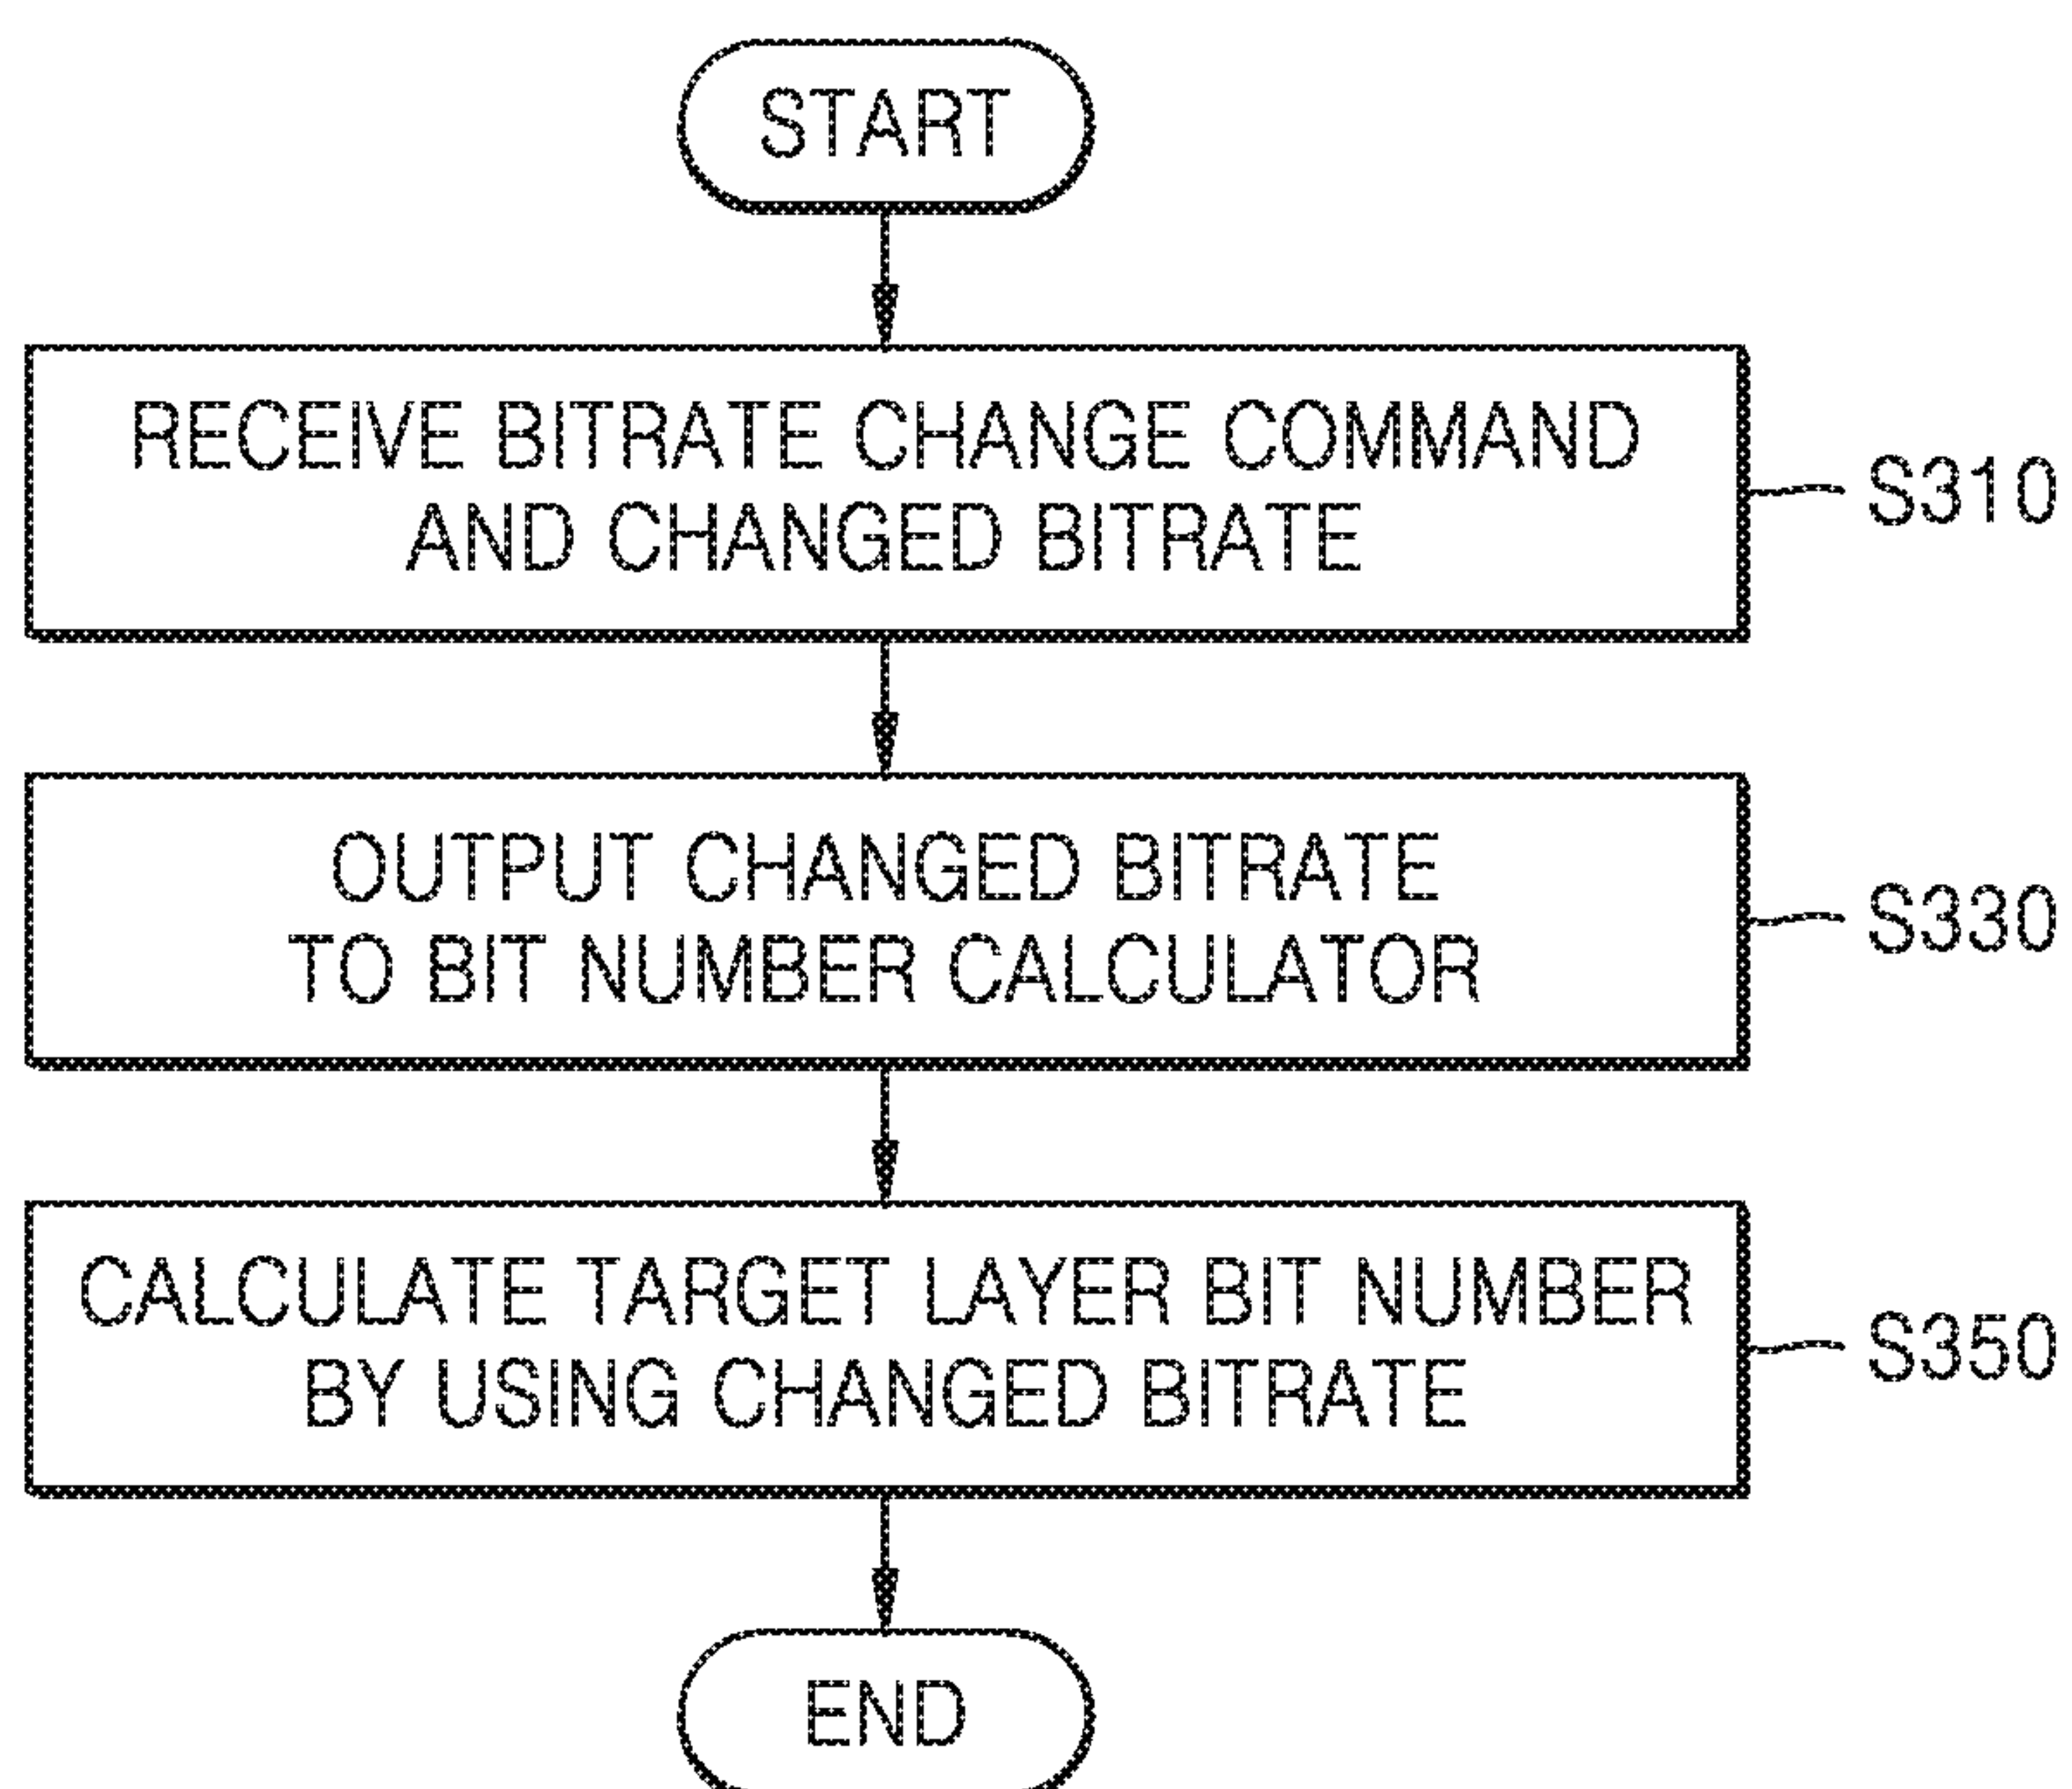 START
RECEIVE BITRATE CHANGE COMMAND
AND CHANGED BITRATE
S310
OUTPUT CHANGED BITRATE
TO BIT NUMBER CALCULATOR
S330
CALCULATE TARGET LAYER BIT NUMBER
BY USING CHANGED BITRATE
S350
END